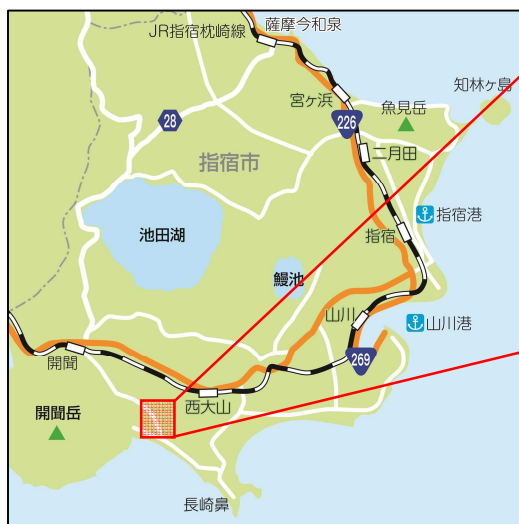 JR指宿枕崎線
薩摩今和泉
知林ヶ島
宮ヶ浜
魚見岳
28
226
二月田
指宿市
指宿港
指宿
池田湖
鰻池
山川
山川港
269
開聞
西大山
開聞岳
長崎鼻